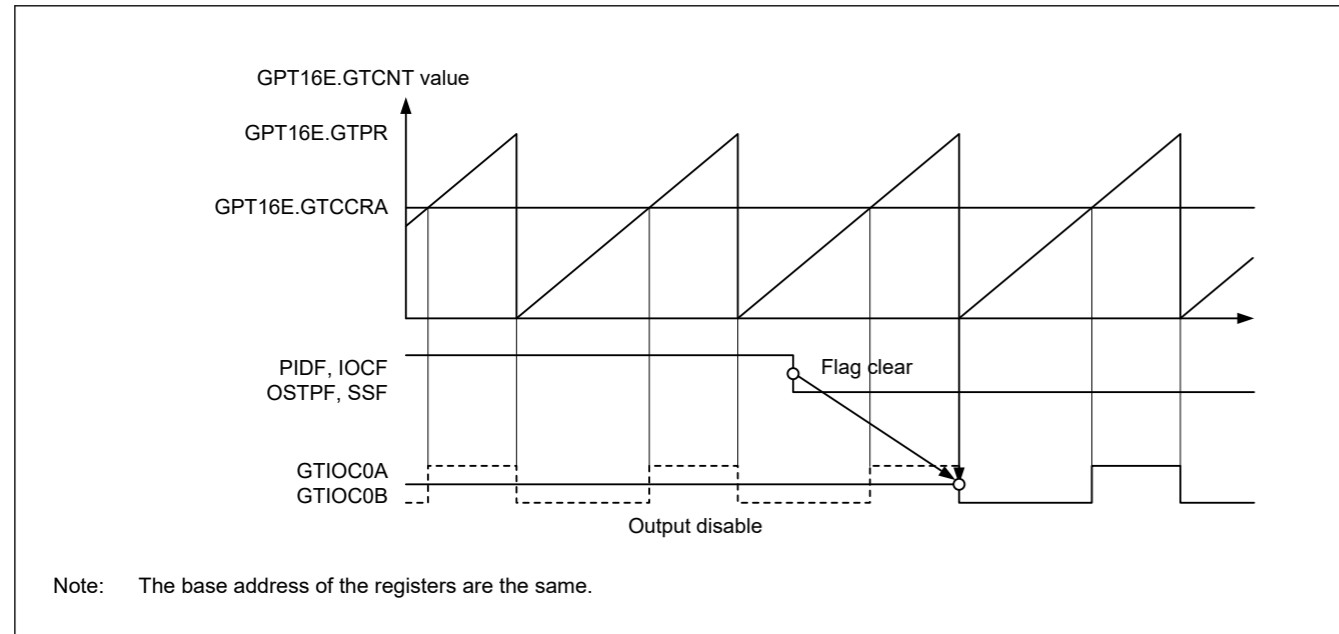 GPT16E.GTCNT value
GPT16E.GTPR
GPT16E.GTCCRA
PIDF, IOCF
OSTPF, SSF
Flag clear
GTIOC0A
GTIOC0B
Output disable
Note: The base address of the registers are the same.